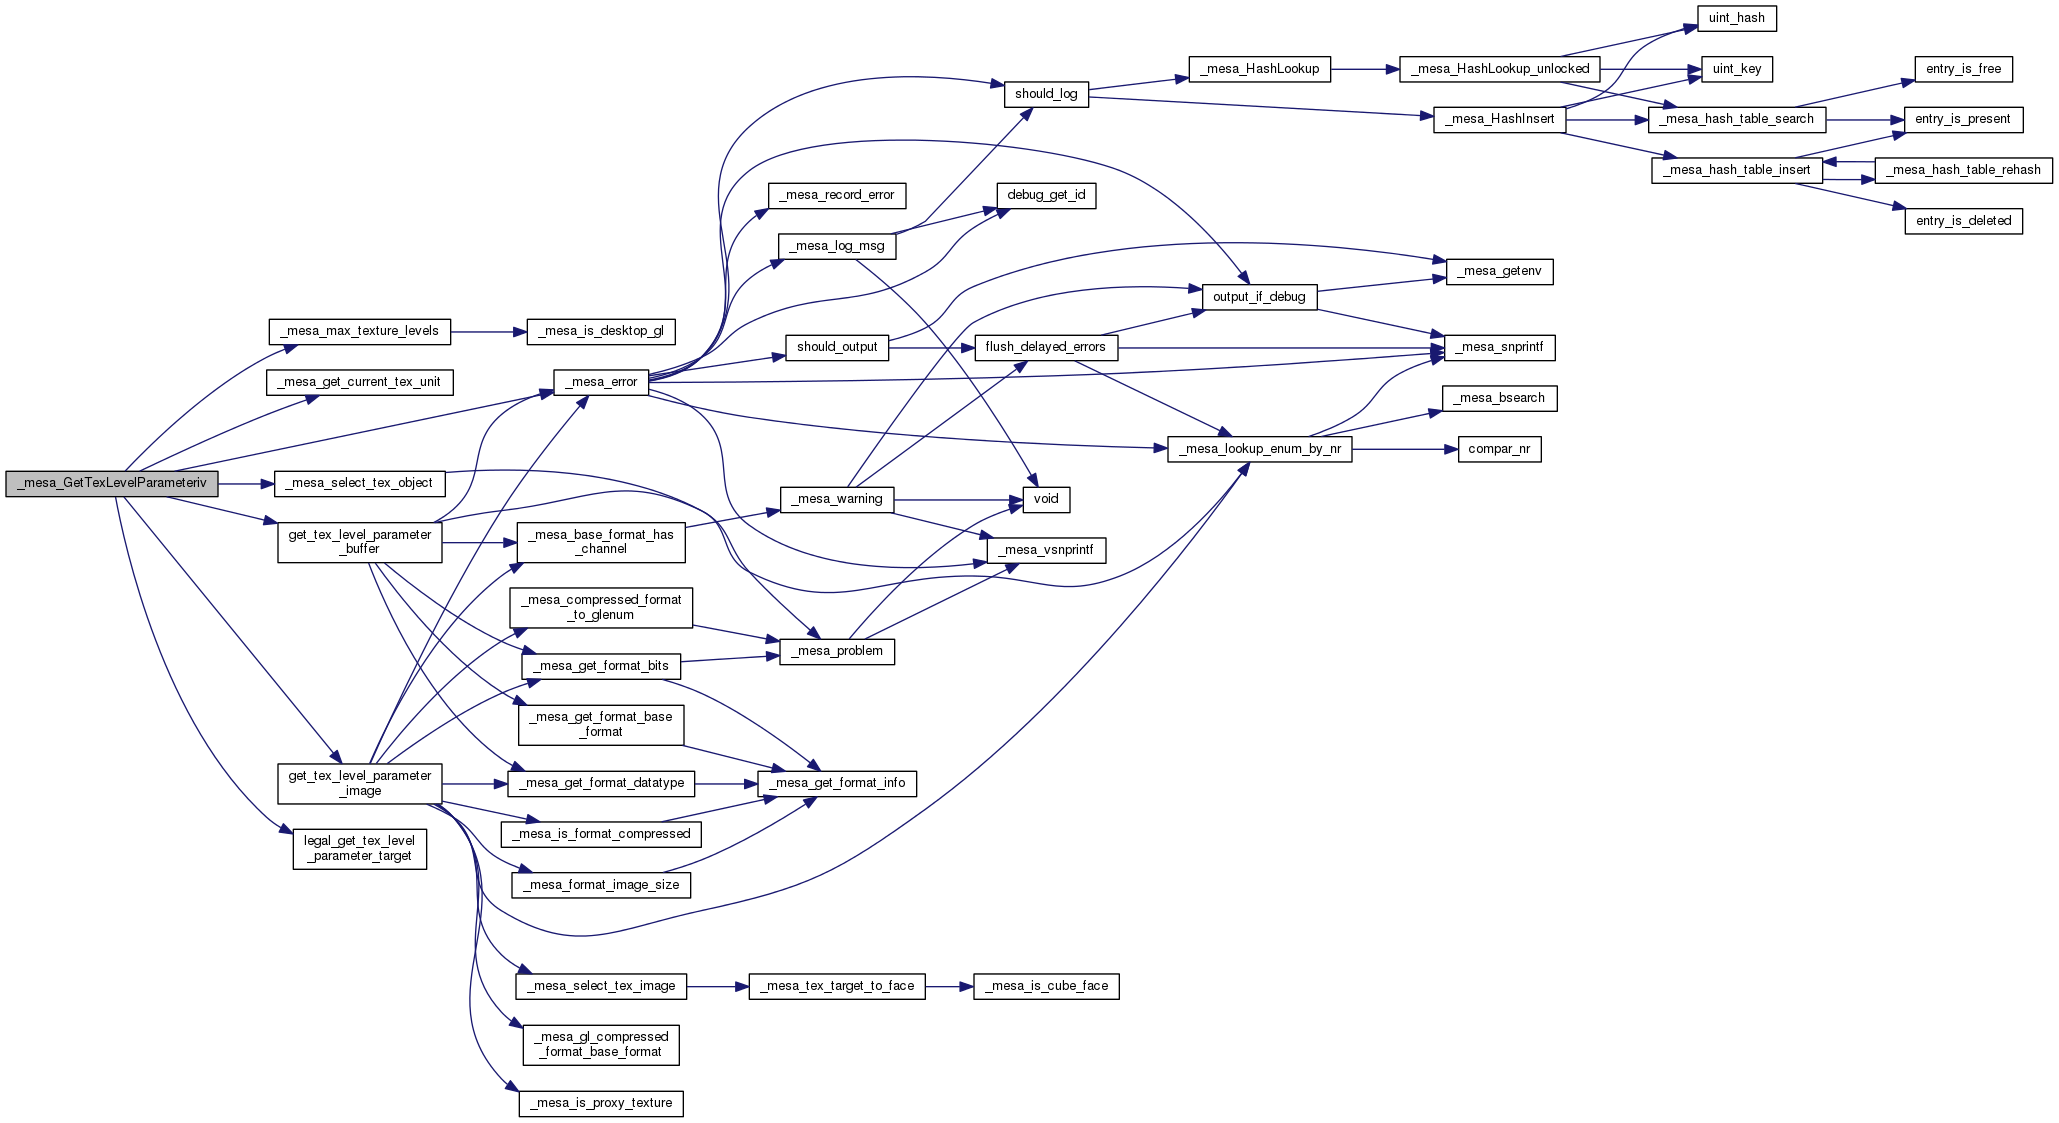 _mesa_GetTexLevelParameteriv
_mesa_max_texture_levels
_mesa_is_desktop_gl
_mesa_get_current_tex_unit
_mesa_error
_mesa_select_tex_object
get_tex_level_parameter
_buffer
get_tex_level_parameter
_image
legal_get_tex_level
_parameter_target
_mesa_base_format_has
_channel
_mesa_compressed_format
_to_glenum
_mesa_get_format_bits
_mesa_get_format_base
_format
_mesa_get_format_datatype
_mesa_is_format_compressed
_mesa_format_image_size
_mesa_select_tex_image
_mesa_gl_compressed
_format_base_format
_mesa_is_proxy_texture
_mesa_record_error
_mesa_log_msg
should_output
_mesa_warning
_mesa_problem
_mesa_get_format_info
_mesa_tex_target_to_face
_mesa_is_cube_face
should_log
debug_get_id
flush_delayed_errors
void
_mesa_vsnprintf
_mesa_HashLookup
output_if_debug
_mesa_lookup_enum_by_nr
_mesa_HashLookup_unlocked
_mesa_HashInsert
_mesa_getenv
_mesa_snprintf
_mesa_bsearch
compar_nr
uint_hash
uint_key
_mesa_hash_table_search
_mesa_hash_table_insert
entry_is_free
entry_is_present
_mesa_hash_table_rehash
entry_is_deleted